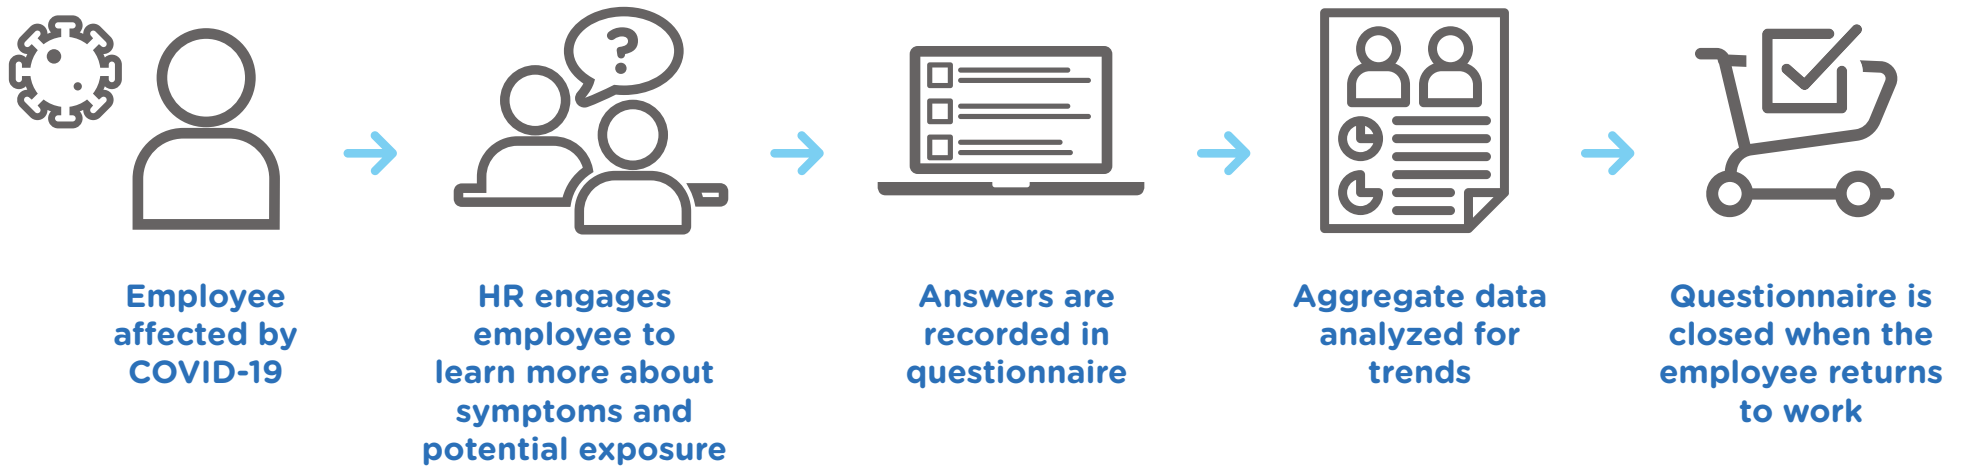 ?
Employee
affected by
COVID-19
HR engages
employee to
learn more about
symptoms and
potential exposure
Answers are
recorded in
questionnaire
Aggregate data
analyzed for
trends
Questionnaire is
closed when the
employee returns
to work